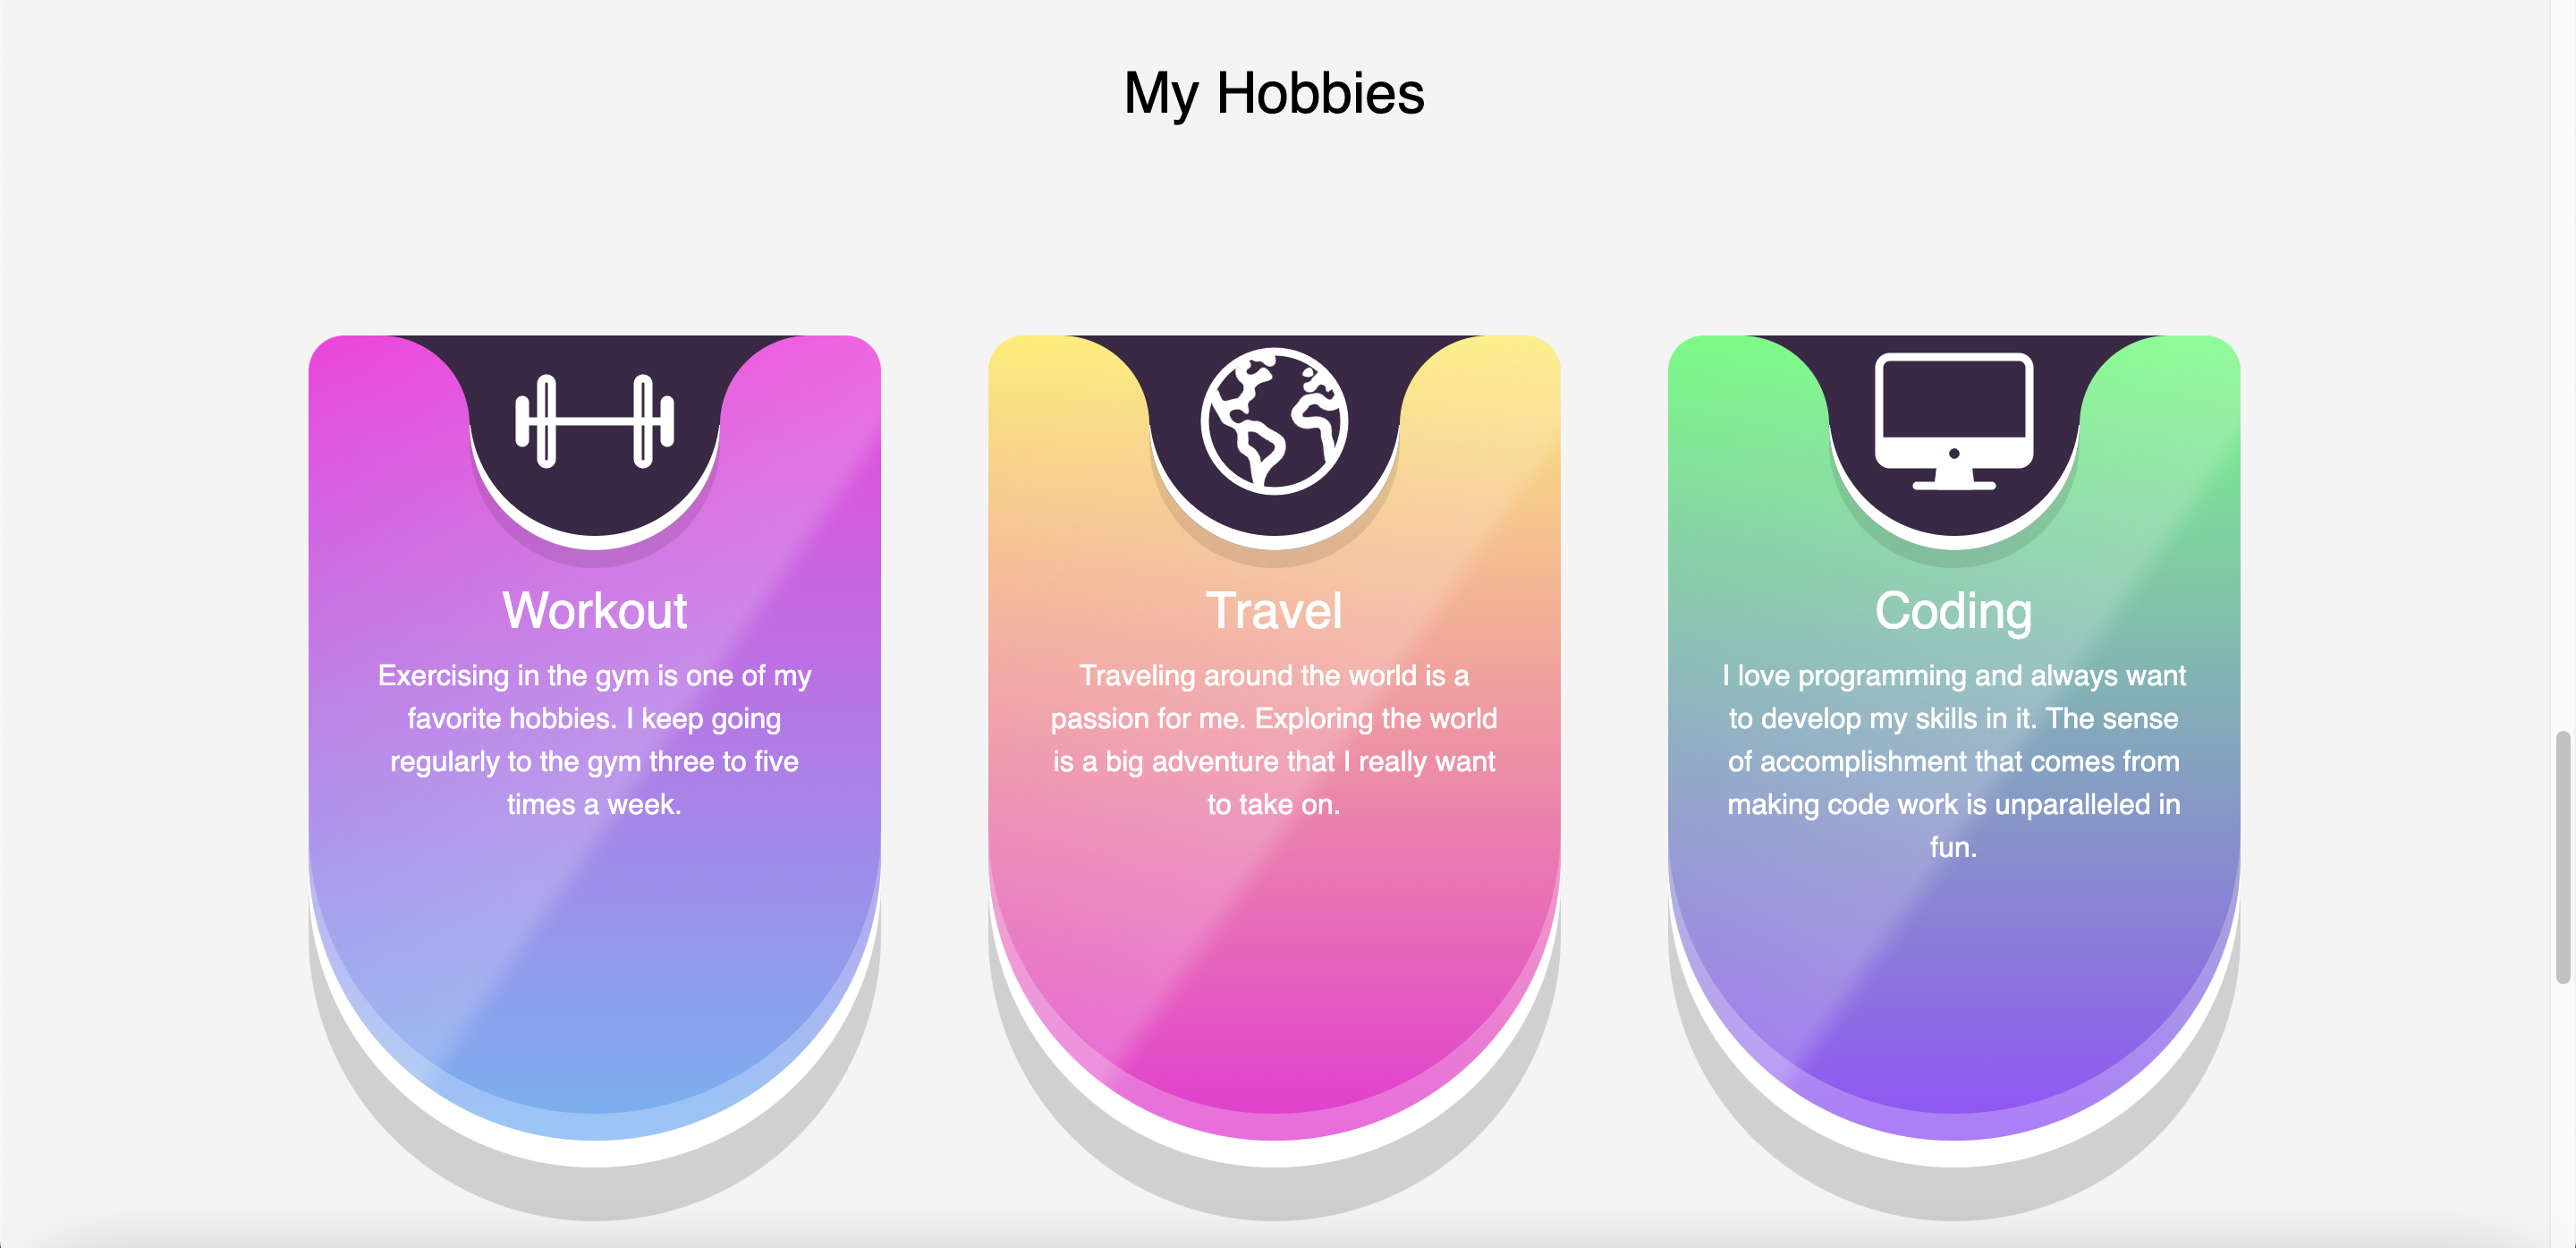 My Hobbies
Workout
Exercising in the gym is one of my
favorite hobbies. I keep going
regularly to the gym three to five
times a week.
Travel
Traveling around the world is a
passion for me. Exploring the world
is a big adventure that I really want
to take on.
Coding
I love programming and always want
to develop my skills in it. The sense
of accomplishment that comes from
making code work is unparalleled in
fun.